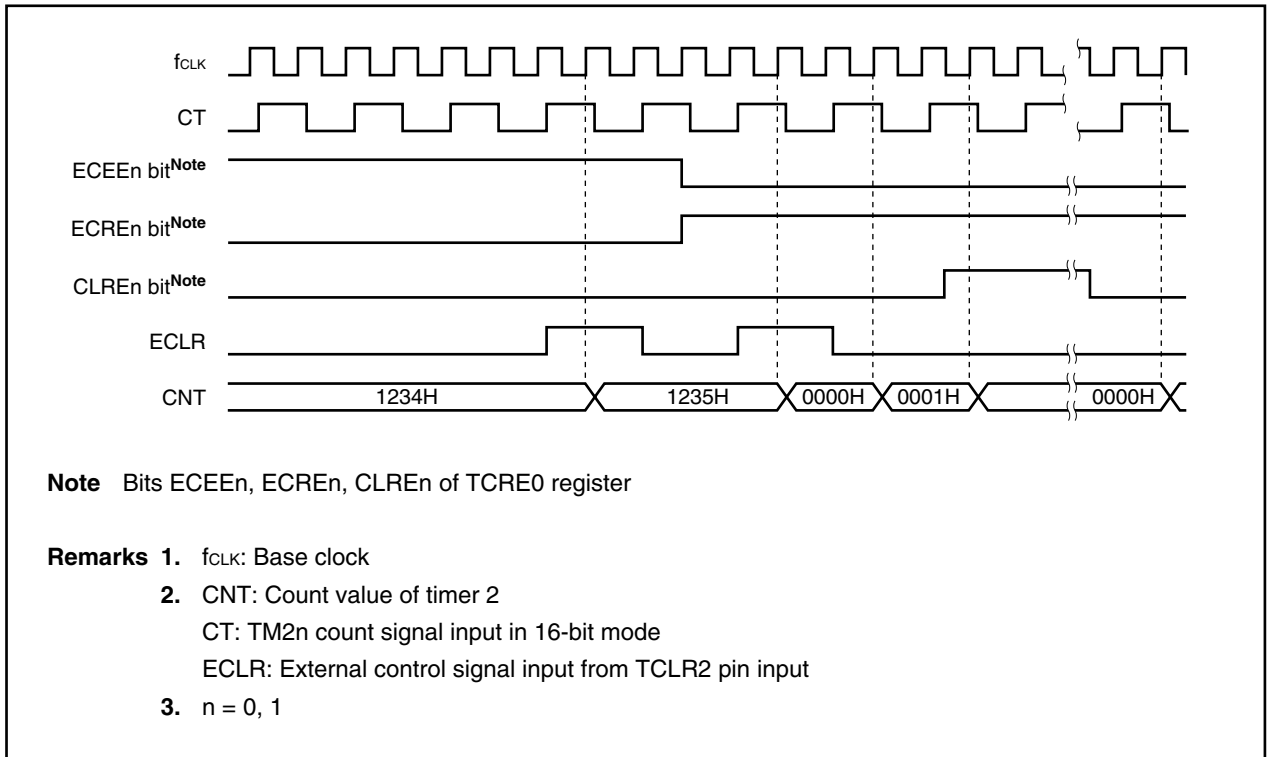 fCLK
CT
ECEEn bitNote
ECREn bitNote
CLREn bitNote
ECLR
CNT 1234H 1235H 0000H 0001H 0000H
Note Bits ECEEn, ECREn, CLREn of TCRE0 register
Remarks 1. fCLK: Base clock
2. CNT: Count value of timer 2
CT: TM2n count signal input in 16-bit mode
ECLR: External control signal input from TCLR2 pin input
3. n = 0, 1